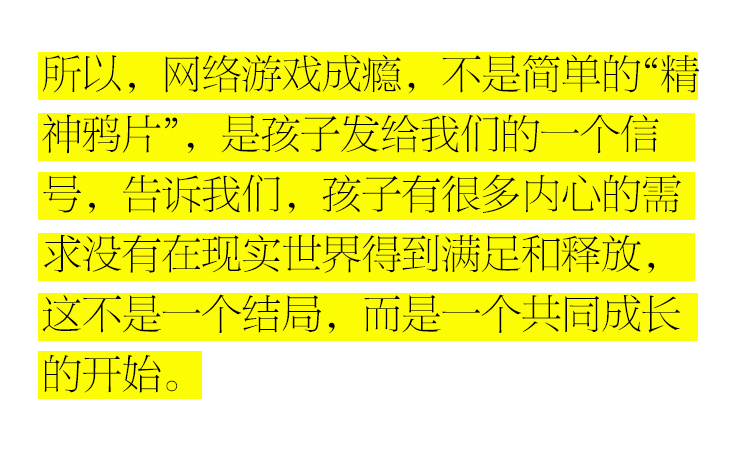 所以，网络游戏成瘾，不是简单的“精
神鸦片”，是孩子发给我们的一个信
号，告诉我们，孩子有很多内心的需
求没有在现实世界得到满足和释放，
这不是一个结局，而是一个共同成长
的开始。